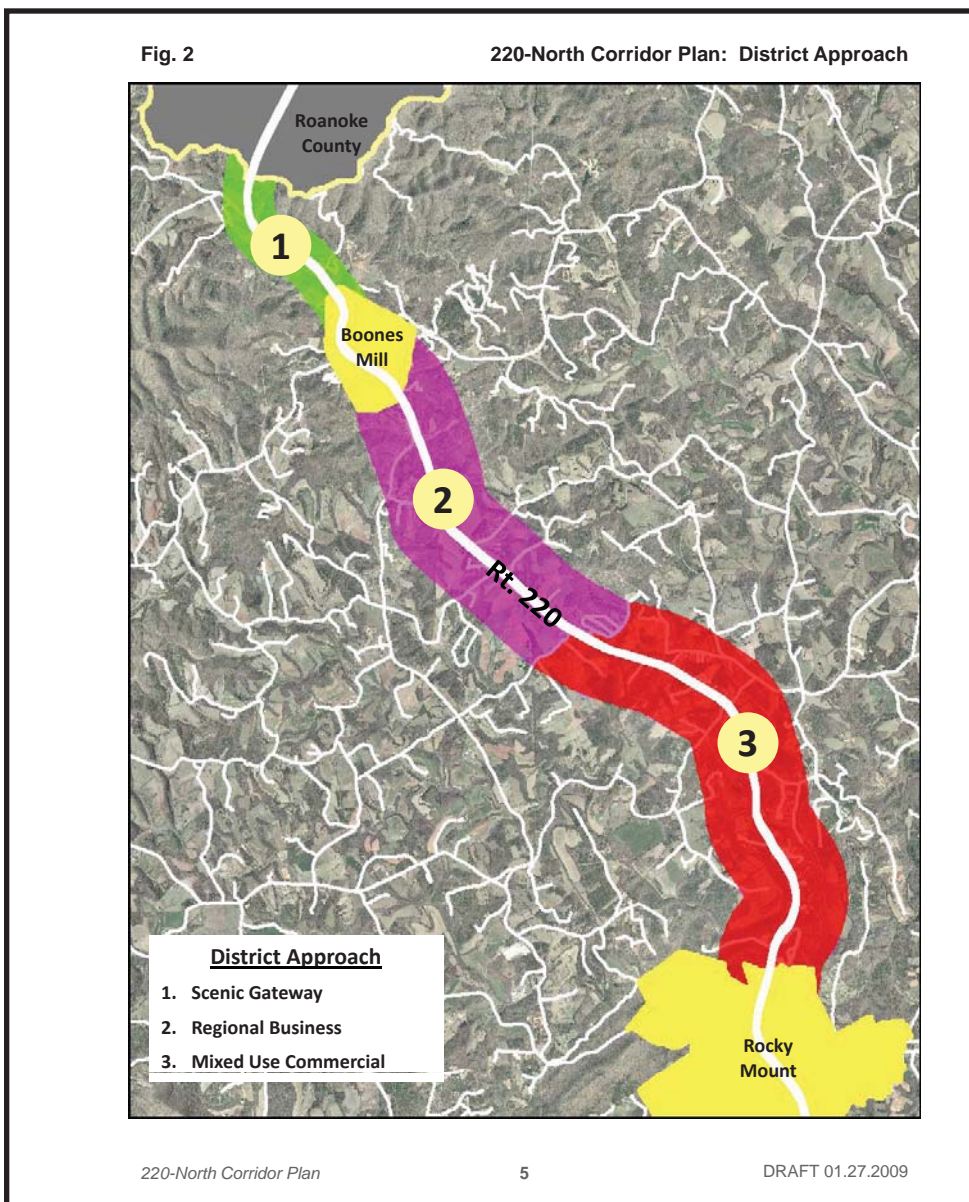 Fig. 2 220-North Corridor Plan: District Approach
Roanoke
County
1
Boones
Mill
2
Rt. 220
3
District Approach
1. Scenic Gateway
2. Regional Business
3. Mixed Use Commercial
Rocky
Mount
220-North Corridor Plan 5 DRAFT 01.27.2009